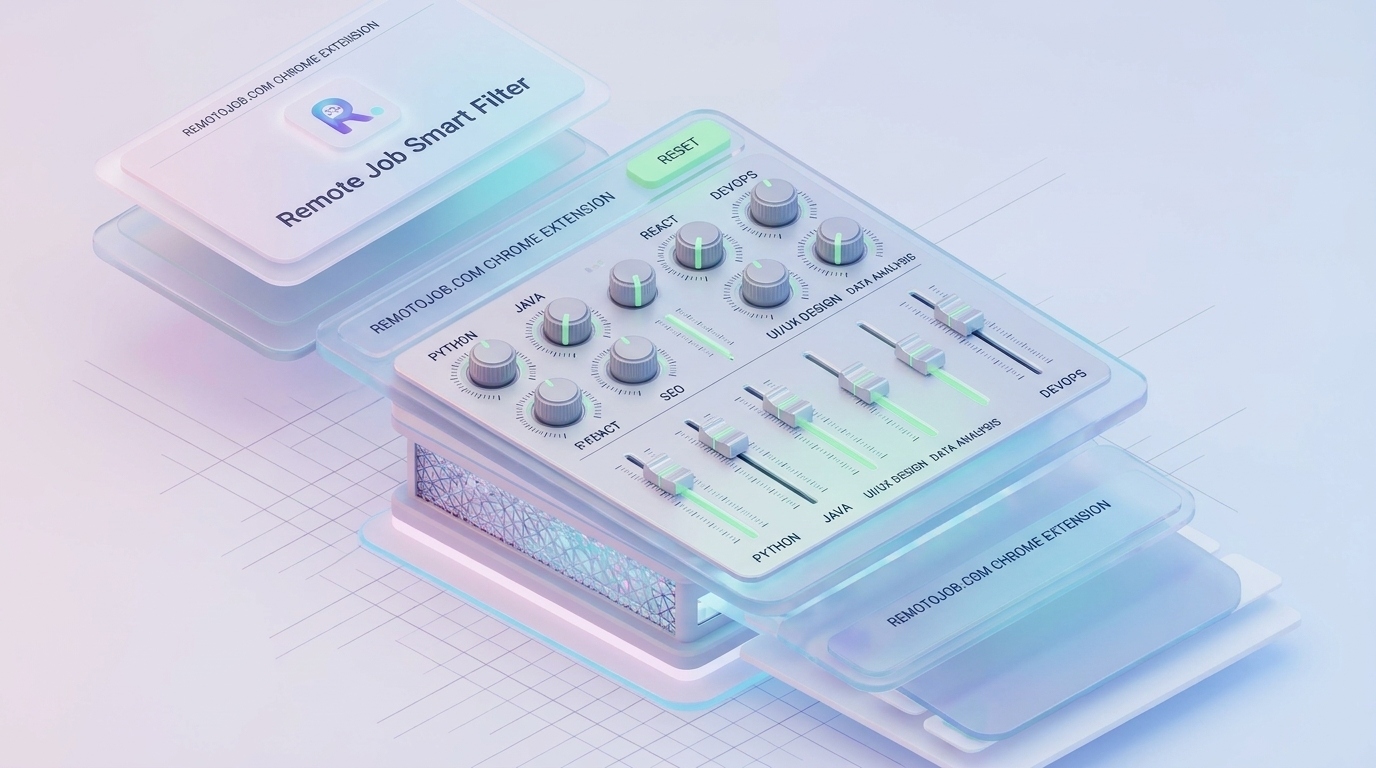 REMOTOJOB.COM CHROME EXTENSION
R.
Remote Job Smart Filter
RESET
REMOTOJOB.COM CHROME EXTENSION
DEVOPS
REACT
JAVA
PYTHON
UI/UX DESIGN
DATA ANALYSIS
SEO
DEVOPS
DATA ANALYSIS
UI/UX DESIGN
JAVA
PYTHON
REMOTOJOB.COM CHROME EXTENSION